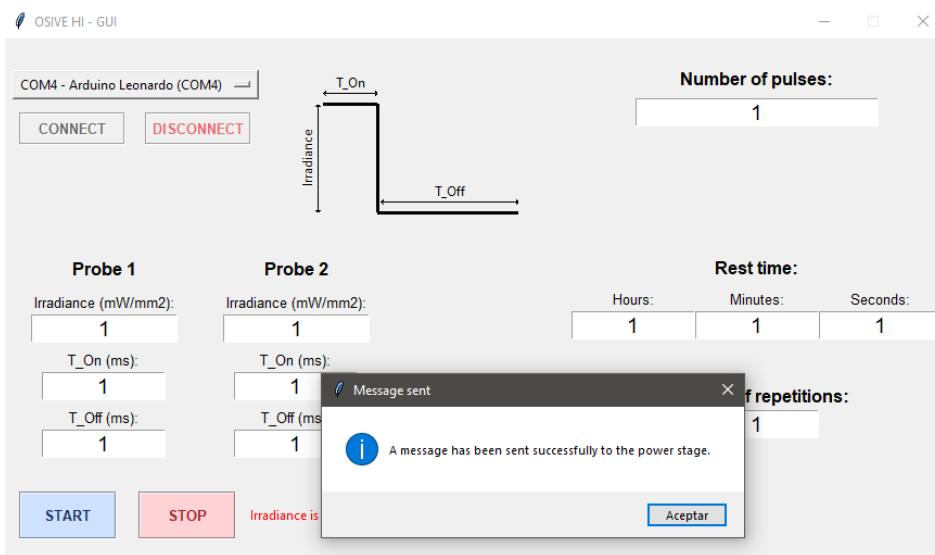 OSIVE HI - GUI
COM4 - Arduino Leonardo (COM4)
CONNECT
DISCONNECT
T_On
Irradiance
T_Off
Number of pulses:
1
Probe 1
Irradiance (mW/mm2):
1
T_On (ms):
1
T_Off (ms):
1
Probe 2
Irradiance (mW/mm2):
1
T_On (ms):
1
T_Off (ms
1
Rest time:
Hours:
Minutes:
Seconds:
1
1
1
f repetitions:
1
START
STOP
Irradiance is
Message sent
A message has been sent successfully to the power stage.
Aceptar